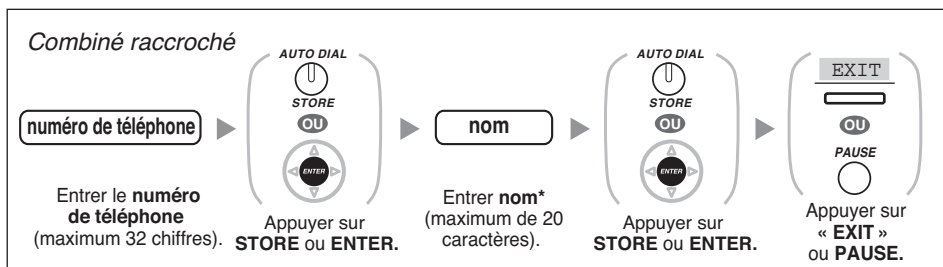 Combiné raccroché
numéro de téléphone
Entrer le numéro
de téléphone
(maximum 32 chiffres).
AUTO DIAL
STORE
OU
ENTER
Appuyer sur
STORE ou ENTER.
nom
Entrer nom*
(maximum de 20
caractères).
AUTO DIAL
STORE
OU
ENTER
Appuyer sur
STORE ou ENTER.
EXIT
OU
PAUSE
Appuyer sur
« EXIT »
ou PAUSE.